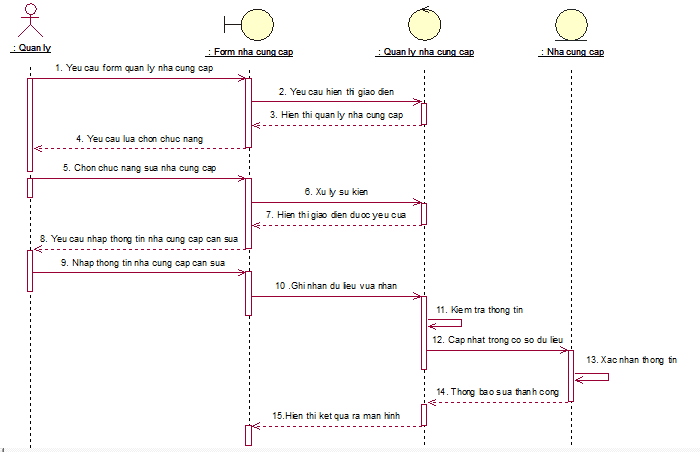 : Quan ly
: Form nha cung cap
: Quan ly nha cung cap
: Nha cung cap
1. Yeu cau form quan ly nha cung cap
2. Yeu cau hien thi giao dien
3. Hien thi quan ly nha cung cap
4. Yeu cau lua chon chuc nang
5. Chon chuc nang sua nha cung cap
6. Xu ly su kien
7. Hien thi giao dien duoc yeu cua
8. Yeu cau nhap thong tin nha cung cap can sua
9. Nhap thong tin nha cung cap can sua
10 .Ghi nhan du lieu vua nhan
11. Kiem tra thong tin
12. Cap nhat trong co so du lieu
13. Xac nhan thong tin
14. Thong bao sua thanh cong
15.Hien thi ket qua ra man hinh